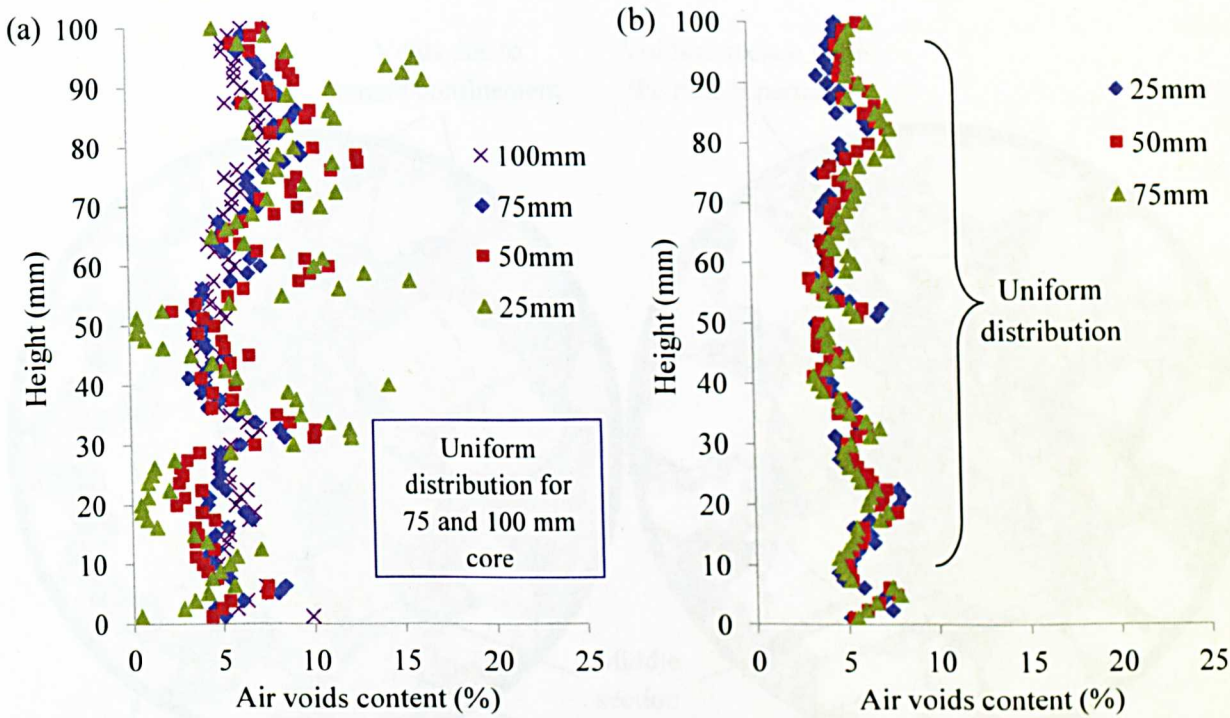 (a)
100
90
80
70
60
50
40
30
20
10
0
Height (mm)
0 5 10 15 20 25
Air voids content (%)
100mm
75mm
50mm
25mm
Uniform
distribution for
75 and 100 mm
core
(b)
100
90
80
70
60
50
40
30
20
10
0
Height (mm)
0 5 10 15 20 25
Air voids content (%)
25mm
50mm
75mm
Uniform
distribution